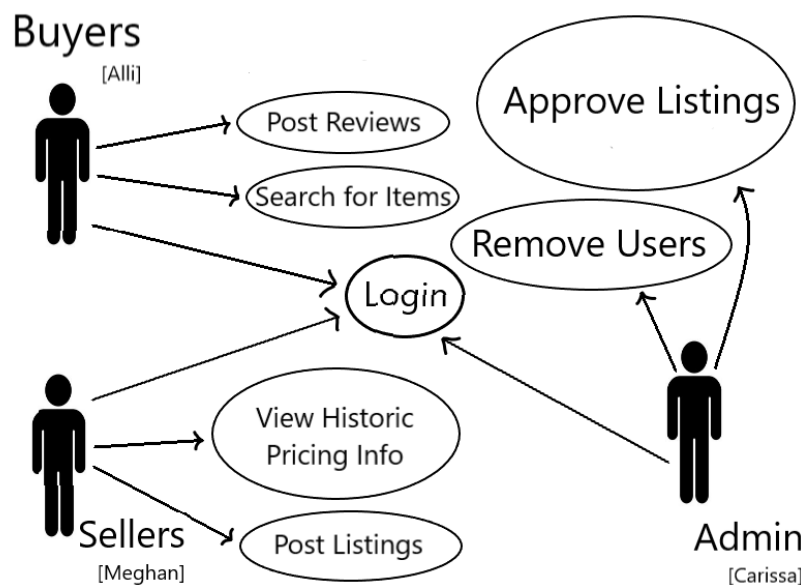 Buyers
[Alli]
Post Reviews
Search for Items
Login
Approve Listings
Remove Users
View Historic
Pricing Info
Post Listings
Sellers
[Meghan]
Admin
[Carissa]